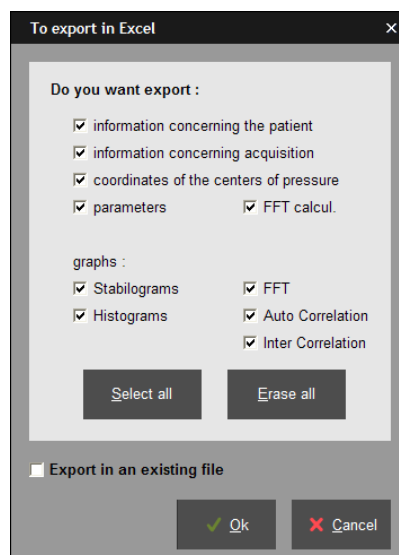 To export in Excel
Do you want export :
information concerning the patient
information concerning acquisition
coordinates of the centers of pressure
parameters FFT calcul.
graphs :
Stabilograms FFT
Histograms Auto Correlation
Inter Correlation
Select all Erase all
Export in an existing file
Ok Cancel